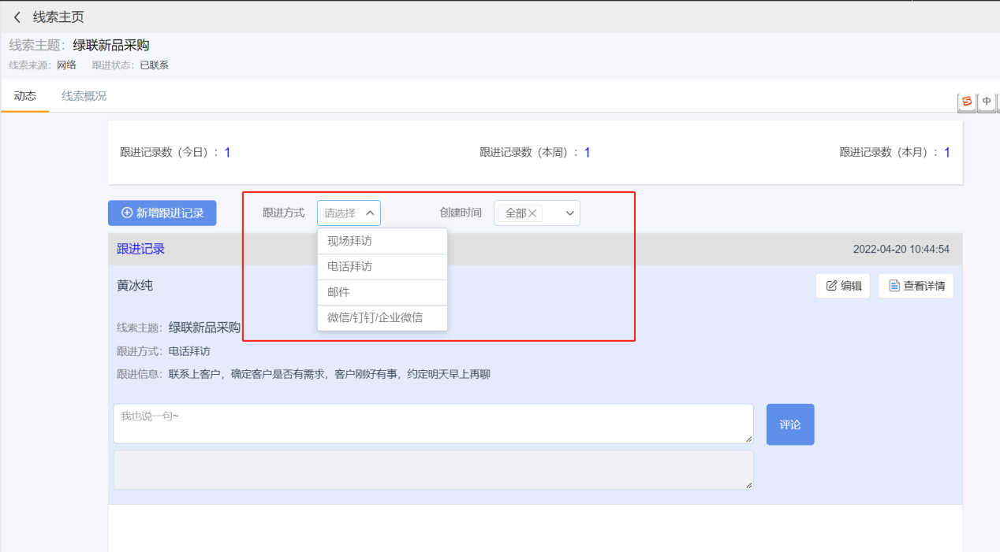 线索主页
线索主题：绿联新品采购
线索来源：网络 跟进状态：已联系
动态 线索概况
中
跟进记录数（今日）：1 跟进记录数（本周）：1 跟进记录数（本月）：1
新增跟进记录 跟进方式 请选择 创建时间 全部
现场拜访
电话拜访
邮件
微信/钉钉/企业微信
跟进记录 2022-04-20 10:44:54
黄冰纯 编辑 查看详情
线索主题：绿联新品采购
跟进方式：电话拜访
跟进信息：联系上客户，确定客户是否有需求，客户刚好有事，约定明天早上再聊
我也说一句~
评论